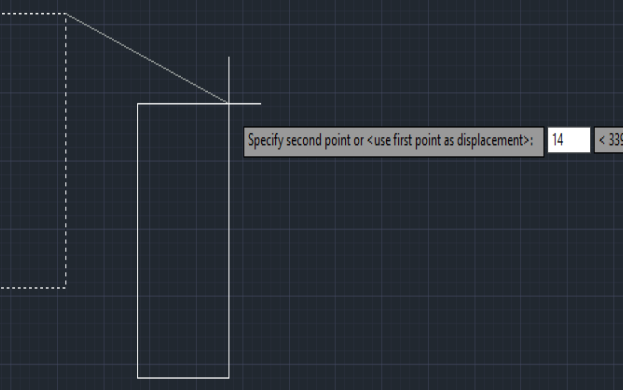 Specify second point or <use first point as displacement>: 14 < 339